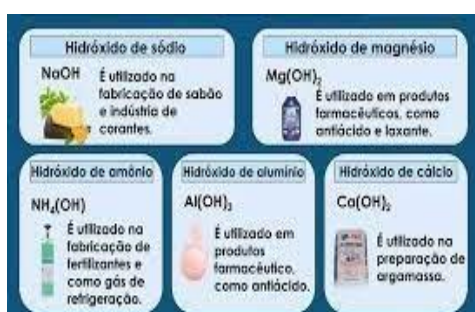 Hidróxido de sódio
NaOH
É utilizado na
fabricação de sabão
e indústria de
corantes.
Hidróxido de magnésio
Mg(OH)₂
É utilizado em produtos
farmacêuticos, como
antiácido e laxante.
Hidróxido de amônio
NH₄(OH)
É utilizado na
fabricação de
fertilizantes e
como gás de
refrigeração.
Hidróxido de alumínio
Al(OH)₃
É utilizado em
produtos
farmacêutico,
como antiácido.
Hidróxido de cálcio
Ca(OH)₂
É utilizado na
preparação de
argamassa.